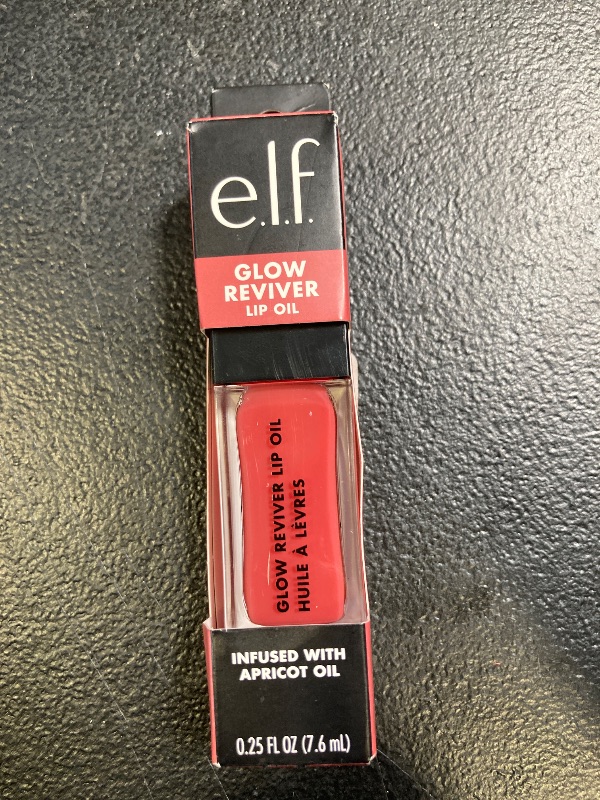 e.l.f.
GLOW
REVIVER
LIP OIL
GLOW REVIVER LIP OIL
HUILE À LÈVRES
INFUSED WITH
APRICOT OIL
0.25 FL OZ (7.6 mL)